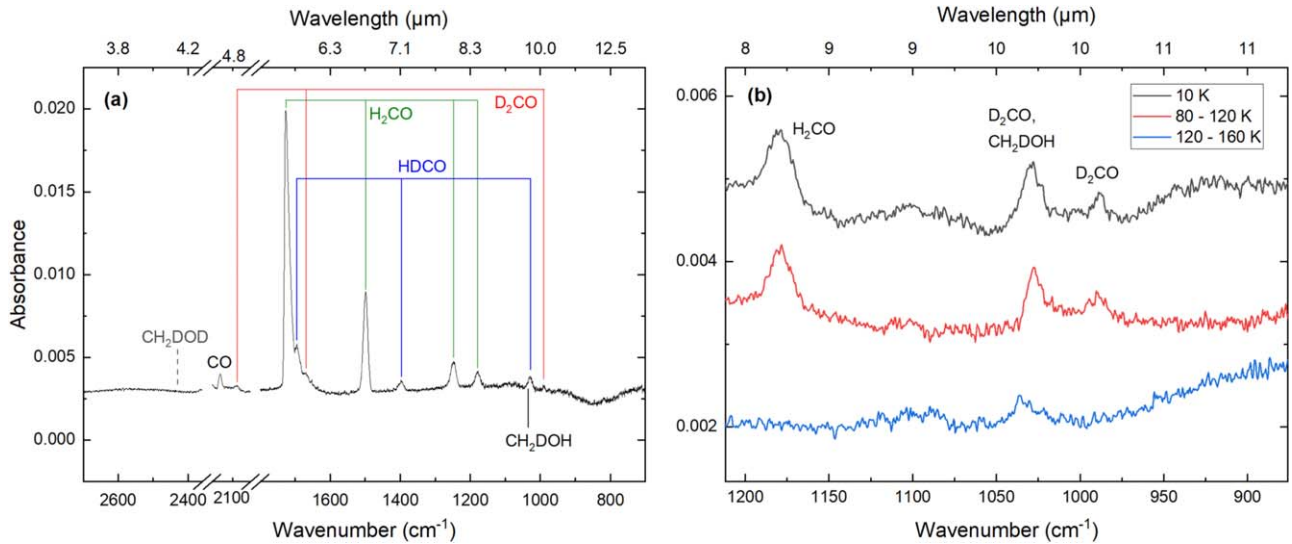 Wavelength (µm)
3.8 4.2 4.8 6.3 7.1 8.3 10.0 12.5
(a)
D₂CO
H₂CO
HDCO
CH₂DOD
CO
CH₂DOH
Absorbance
0.020
0.015
0.010
0.005
0.000
2600 2400 2100 1600 1400 1200 1000 800
Wavenumber (cm⁻¹)
Wavelength (µm)
8 9 9 10 10 11 11
(b)
10 K
80 - 120 K
120 - 160 K
H₂CO
D₂CO,
CH₂DOH
D₂CO
0.006
0.004
0.002
1200 1150 1100 1050 1000 950 900
Wavenumber (cm⁻¹)